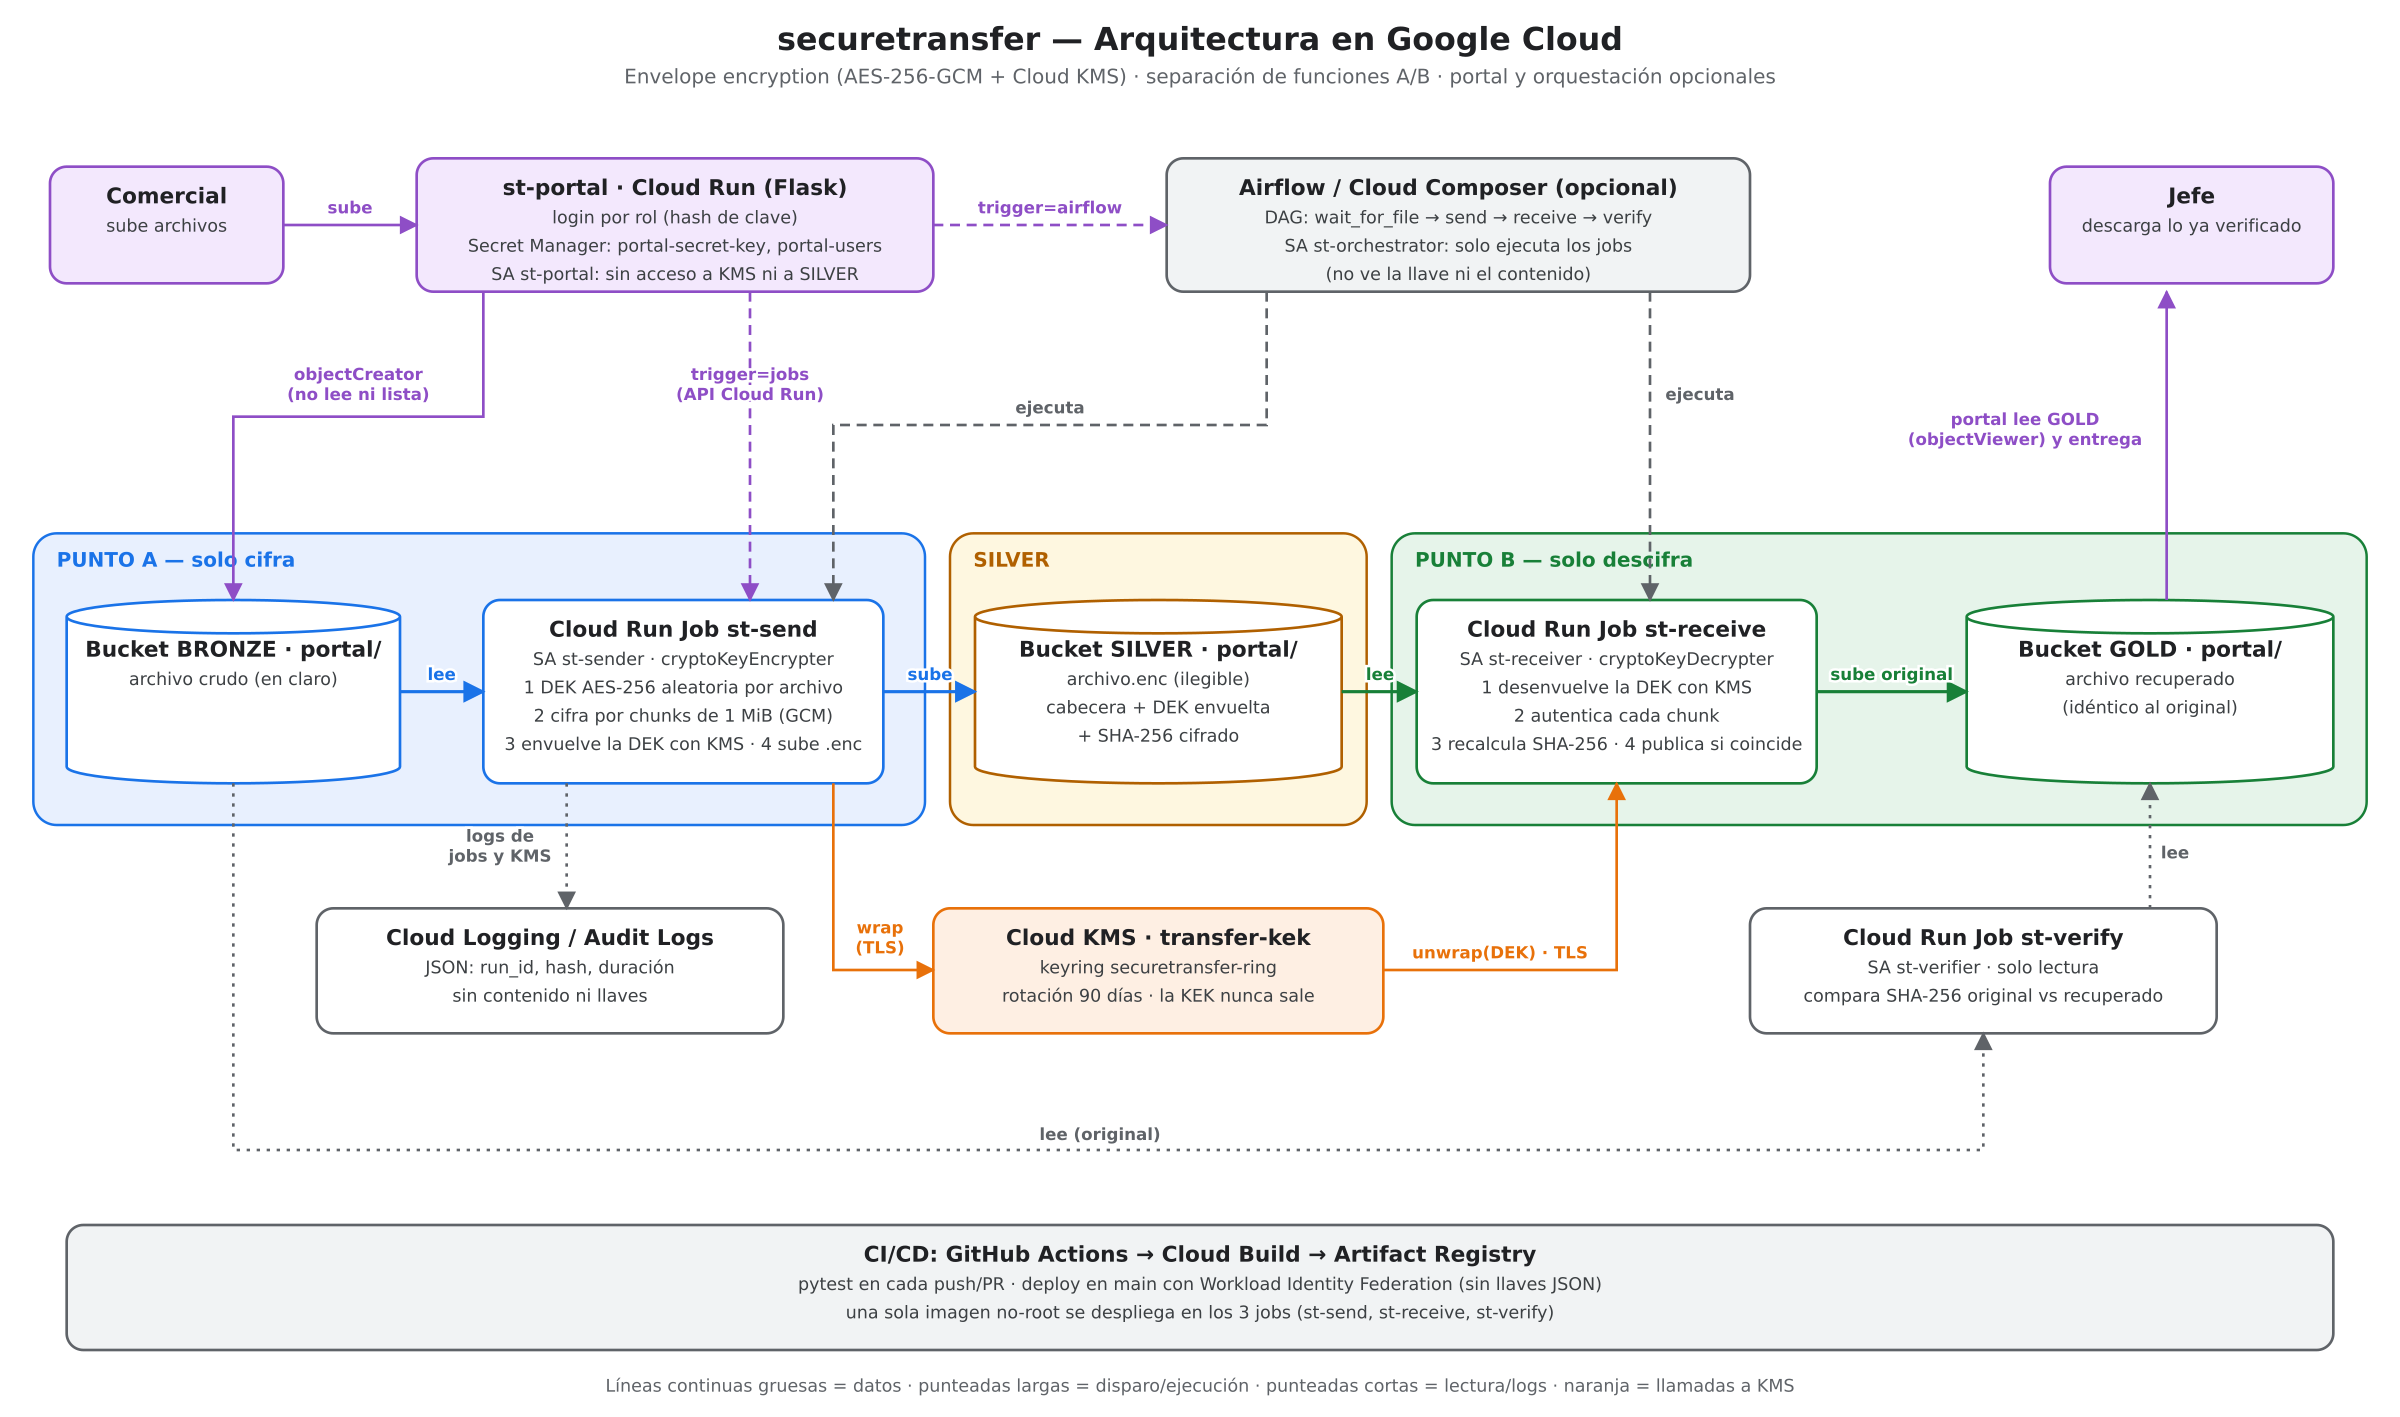 securetransfer — Arquitectura en Google Cloud
Envelope encryption (AES-256-GCM + Cloud KMS) · separación de funciones A/B · portal y orquestación opcionales
Comercial
sube archivos
sube
st-portal · Cloud Run (Flask)
login por rol (hash de clave)
Secret Manager: portal-secret-key, portal-users
SA st-portal: sin acceso a KMS ni a SILVER
trigger=airflow
Airflow / Cloud Composer (opcional)
DAG: wait_for_file → send → receive → verify
SA st-orchestrator: solo ejecuta los jobs
(no ve la llave ni el contenido)
Jefe
descarga lo ya verificado
objectCreator
(no lee ni lista)
trigger=jobs
(API Cloud Run)
ejecuta
ejecuta
portal lee GOLD
(objectViewer) y entrega
PUNTO A — solo cifra
Bucket BRONZE · portal/
archivo crudo (en claro)
lee
Cloud Run Job st-send
SA st-sender · cryptoKeyEncrypter
1 DEK AES-256 aleatoria por archivo
2 cifra por chunks de 1 MiB (GCM)
3 envuelve la DEK con KMS · 4 sube .enc
sube
SILVER
Bucket SILVER · portal/
archivo.enc (ilegible)
cabecera + DEK envuelta
+ SHA-256 cifrado
lee
PUNTO B — solo descifra
Cloud Run Job st-receive
SA st-receiver · cryptoKeyDecrypter
1 desenvuelve la DEK con KMS
2 autentica cada chunk
3 recalcula SHA-256 · 4 publica si coincide
sube original
Bucket GOLD · portal/
archivo recuperado
(idéntico al original)
logs de
jobs y KMS
Cloud Logging / Audit Logs
JSON: run_id, hash, duración
sin contenido ni llaves
wrap
(TLS)
Cloud KMS · transfer-kek
keyring securetransfer-ring
rotación 90 días · la KEK nunca sale
unwrap(DEK) · TLS
lee
Cloud Run Job st-verify
SA st-verifier · solo lectura
compara SHA-256 original vs recuperado
lee (original)
CI/CD: GitHub Actions → Cloud Build → Artifact Registry
pytest en cada push/PR · deploy en main con Workload Identity Federation (sin llaves JSON)
una sola imagen no-root se despliega en los 3 jobs (st-send, st-receive, st-verify)
Líneas continuas gruesas = datos · punteadas largas = disparo/ejecución · punteadas cortas = lectura/logs · naranja = llamadas a KMS